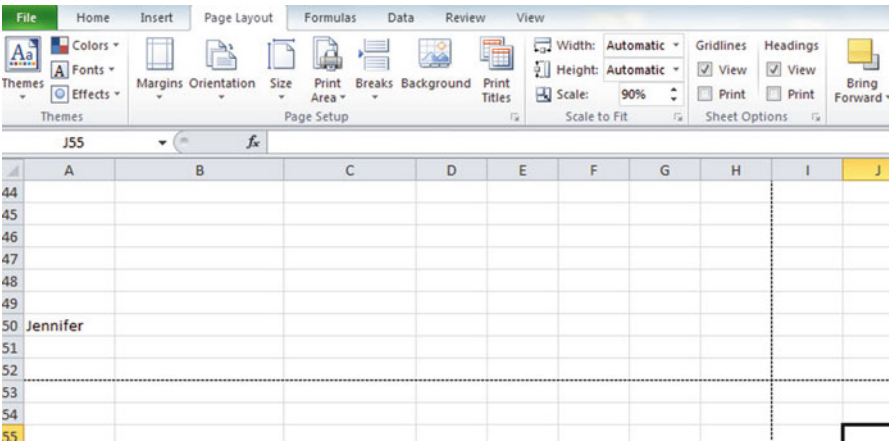 File Home Insert Page Layout Formulas Data Review View
Colors Width: Automatic Gridlines Headings
Aa A Fonts Height: Automatic View View
Themes Effects Margins Orientation Size Print Area Breaks Background Print Titles Scale: 90% Print Print Bring Forward
Themes Page Setup Scale to Fit Sheet Options
J55 fx
A B C D E F G H I J
44
45
46
47
48
49
50 Jennifer
51
52
53
54
55